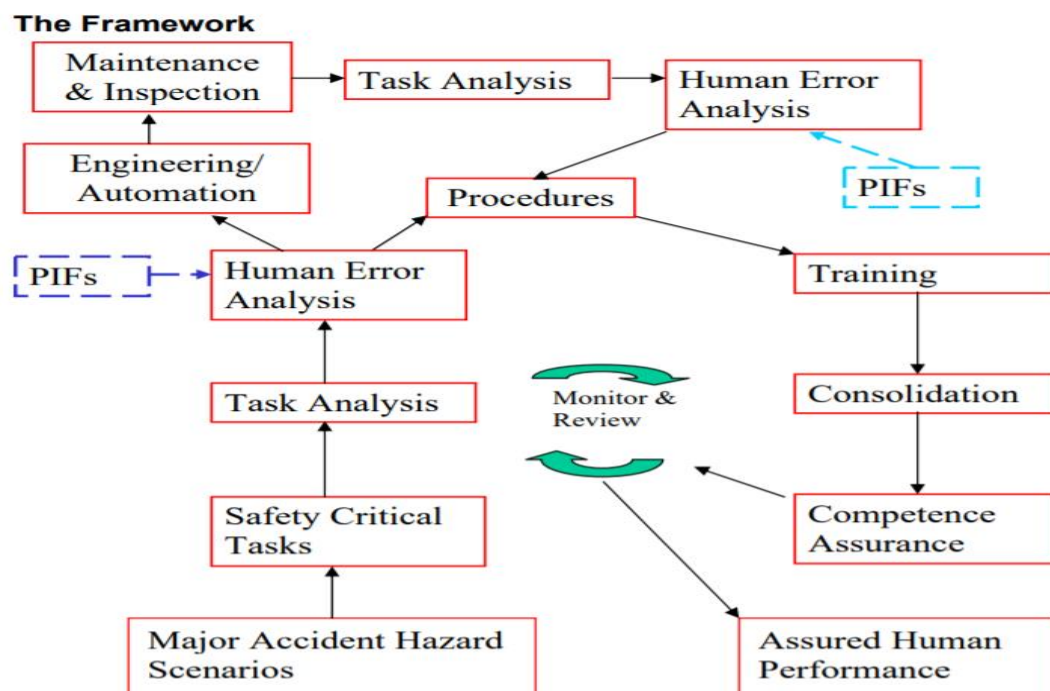 The Framework
Maintenance
& Inspection
Task Analysis
Human Error
Analysis
Engineering/
Automation
Procedures
PIFs
PIFs
Human Error
Analysis
Training
Task Analysis
Monitor &
Review
Consolidation
Safety Critical
Tasks
Competence
Assurance
Major Accident Hazard
Scenarios
Assured Human
Performance